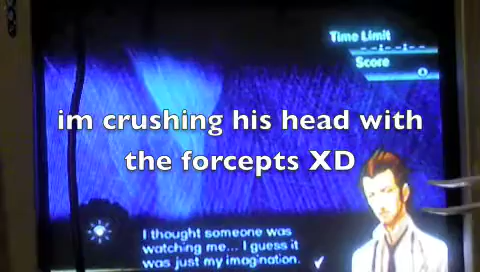 Time Limit
Score
0
im crushing his head with
the forcepts XD
I thought someone was
watching me... I guess it
was just my imagination.